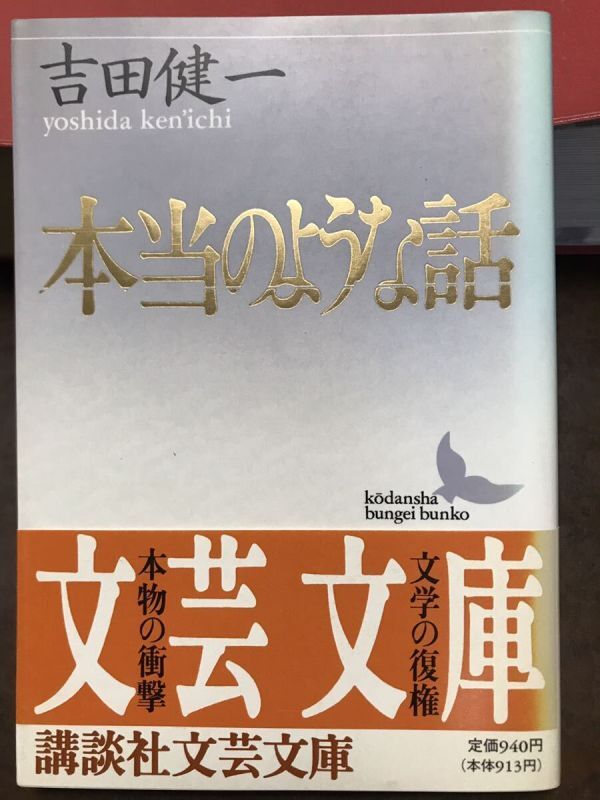 吉田健一
yoshida ken'ichi
本当のような話
kōdansha
bungei bunko
文芸文庫
文学の復権
本物の衝撃
講談社文芸文庫
定価940円
（本体913円）